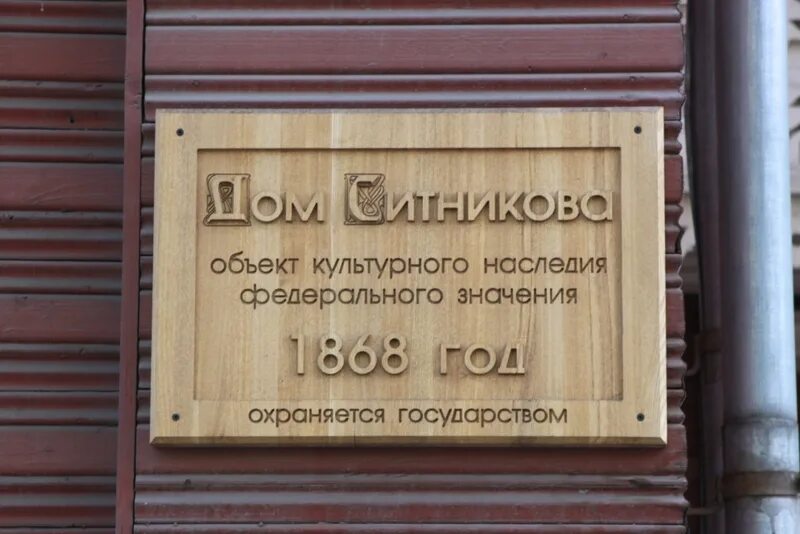 Дом Ситникова
объект культурного наследия
федерального значения
1868 год
охраняется государством